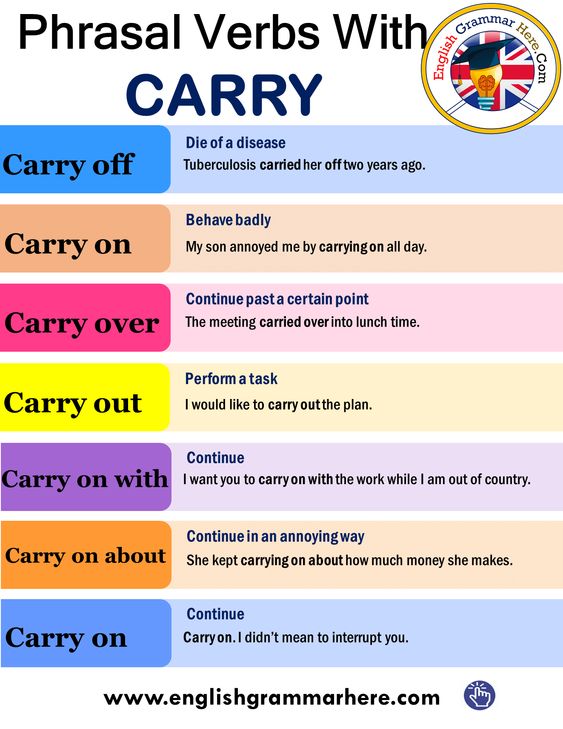 Phrasal Verbs With
CARRY
English Grammar Here.Com
Carry off
Die of a disease
Tuberculosis carried her off two years ago.
Carry on
Behave badly
My son annoyed me by carrying on all day.
Carry over
Continue past a certain point
The meeting carried over into lunch time.
Carry out
Perform a task
I would like to carry out the plan.
Carry on with
Continue
I want you to carry on with the work while I am out of country.
Carry on about
Continue in an annoying way
She kept carrying on about how much money she makes.
Carry on
Continue
Carry on. I didn't mean to interrupt you.
www.englishgrammarhere.com